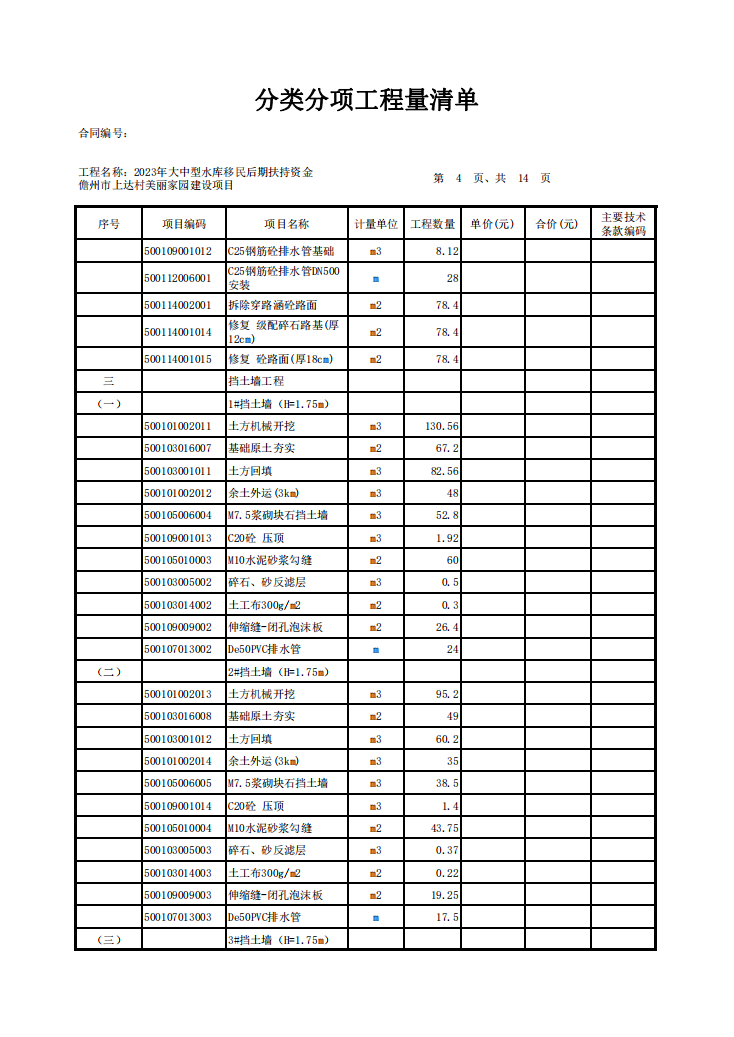 分类分项工程量清单
合同编号：
工程名称：2023年大中型水库移民后期扶持资金
儋州市上达村美丽家园建设项目
第 4 页、共 14 页
序号 项目编码 项目名称 计量单位 工程数量 单价(元) 合价(元) 主要技术条款编码
500109001012 C25钢筋砼排水管基础 m3 8.12
500112006001 C25钢筋砼排水管DN500安装 m 28
500114002001 拆除穿路涵砼路面 m2 78.4
500114001014 修复 级配碎石路基(厚12cm) m2 78.4
500114001015 修复 砼路面(厚18cm) m2 78.4
三 挡土墙工程
（一） 1#挡土墙（H=1.75m）
500101002011 土方机械开挖 m3 130.56
500103016007 基础原土夯实 m2 67.2
500103001011 土方回填 m3 82.56
500101002012 余土外运(3km) m3 48
500105006004 M7.5浆砌块石挡土墙 m3 52.8
500109001013 C20砼 压顶 m3 1.92
500105010003 M10水泥砂浆勾缝 m2 60
500103005002 碎石、砂反滤层 m3 0.5
500103014002 土工布300g/m2 m2 0.3
500109009002 伸缩缝-闭孔泡沫板 m2 26.4
500107013002 De50PVC排水管 m 24
（二） 2#挡土墙（H=1.75m）
500101002013 土方机械开挖 m3 95.2
500103016008 基础原土夯实 m2 49
500103001012 土方回填 m3 60.2
500101002014 余土外运(3km) m3 35
500105006005 M7.5浆砌块石挡土墙 m3 38.5
500109001014 C20砼 压顶 m3 1.4
500105010004 M10水泥砂浆勾缝 m2 43.75
500103005003 碎石、砂反滤层 m3 0.37
500103014003 土工布300g/m2 m2 0.22
500109009003 伸缩缝-闭孔泡沫板 m2 19.25
500107013003 De50PVC排水管 m 17.5
（三） 3#挡土墙（H=1.75m）